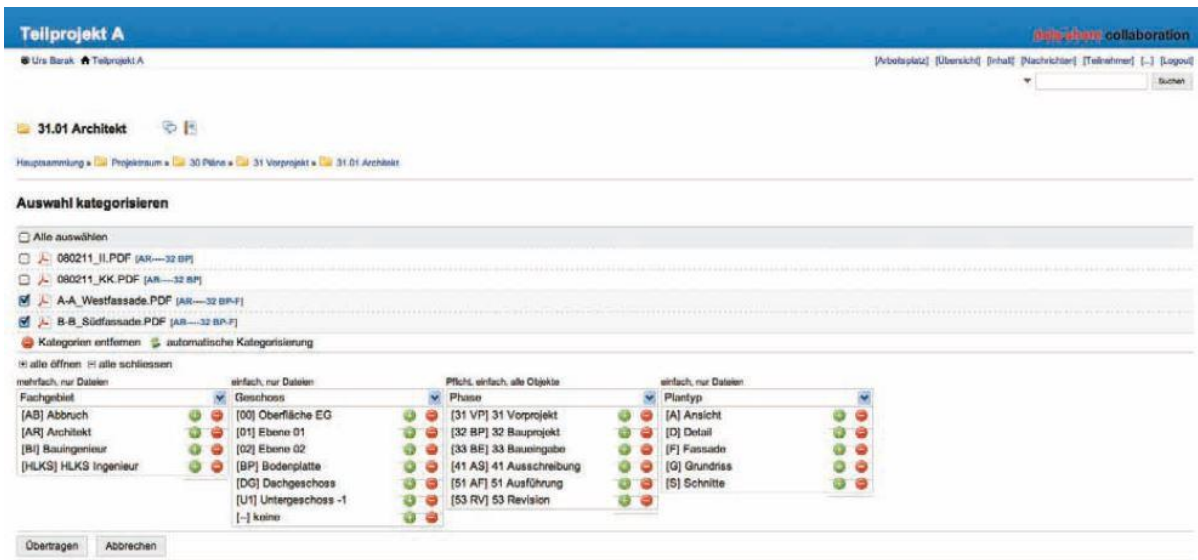 Teilprojekt A
collaboration
Urs Barak Teilprojekt A
[Arbeitsplatz] [Übersicht] [Inhalt] [Nachrichten] [Teilnehmer] [...] [Logout]
Suchen
31.01 Architekt
Hauptsammlung » Projektraum » 30 Pläne » 31 Vorprojekt » 31.01 Architekt
Auswahl kategorisieren
Alle auswählen
080211_II.PDF [AR----32 BP]
080211_KK.PDF [AR----32 BP]
A-A_Westfassade.PDF [AR----32 BP-F]
B-B_Südfassade.PDF [AR----32 BP-F]
Kategorien entfernen automatische Kategorisierung
alle öffnen alle schliessen
mehrfach, nur Dateien einfach, nur Dateien Pflicht, einfach, alle Objekte einfach, nur Dateien
Fachgebiet Geschoss Phase Plantyp
[AB] Abbruch [00] Oberfläche EG [31 VP] 31 Vorprojekt [A] Ansicht
[AR] Architekt [01] Ebene 01 [32 BP] 32 Bauprojekt [D] Detail
[BI] Bauingenieur [02] Ebene 02 [33 BE] 33 Baueingabe [F] Fassade
[HLKS] HLKS Ingenieur [BP] Bodenplatte [41 AS] 41 Ausschreibung [G] Grundriss
[DG] Dachgeschoss [51 AF] 51 Ausführung [S] Schnitte
[U1] Untergeschoss -1 [53 RV] 53 Revision
[--] keine
Übertragen Abbrechen